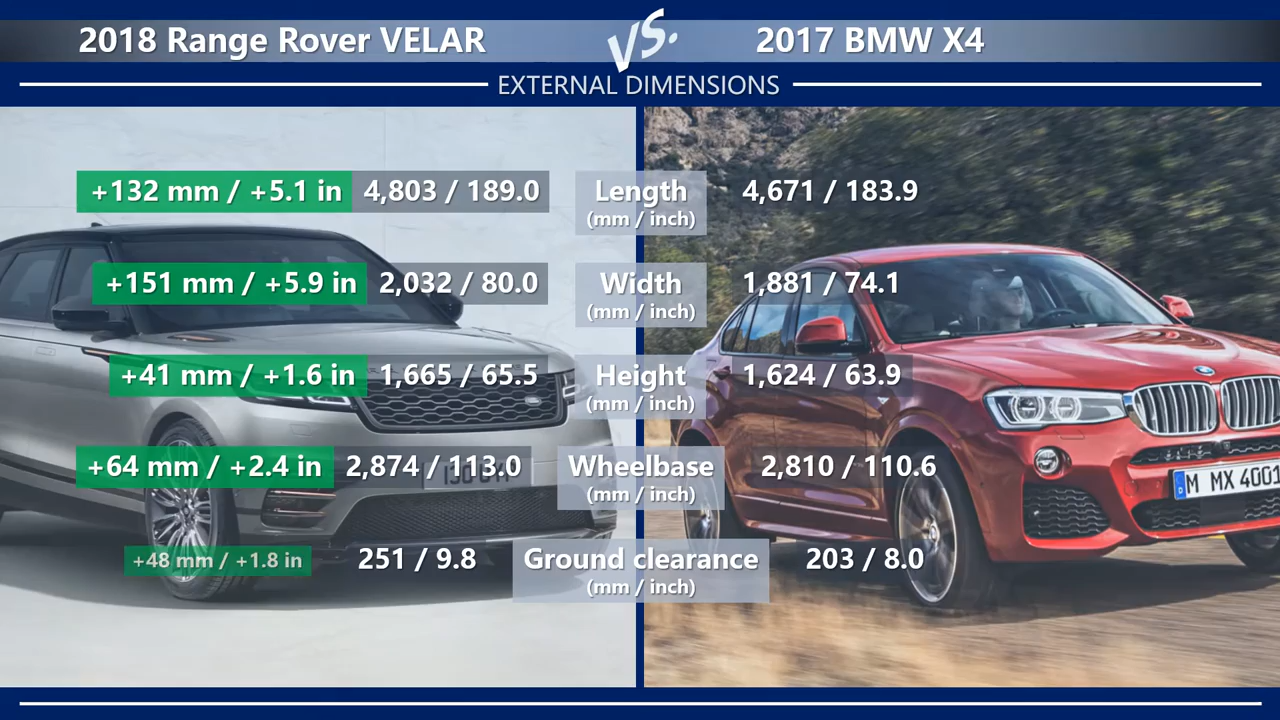 2018 Range Rover VELAR VS. 2017 BMW X4
EXTERNAL DIMENSIONS
+132 mm / +5.1 in 4,803 / 189.0 Length 4,671 / 183.9
(mm / inch)
+151 mm / +5.9 in 2,032 / 80.0 Width 1,881 / 74.1
(mm / inch)
+41 mm / +1.6 in 1,665 / 65.5 Height 1,624 / 63.9
(mm / inch)
+64 mm / +2.4 in 2,874 / 113.0 Wheelbase 2,810 / 110.6
(mm / inch)
M MX 4001
+48 mm / +1.8 in 251 / 9.8 Ground clearance 203 / 8.0
(mm / inch)